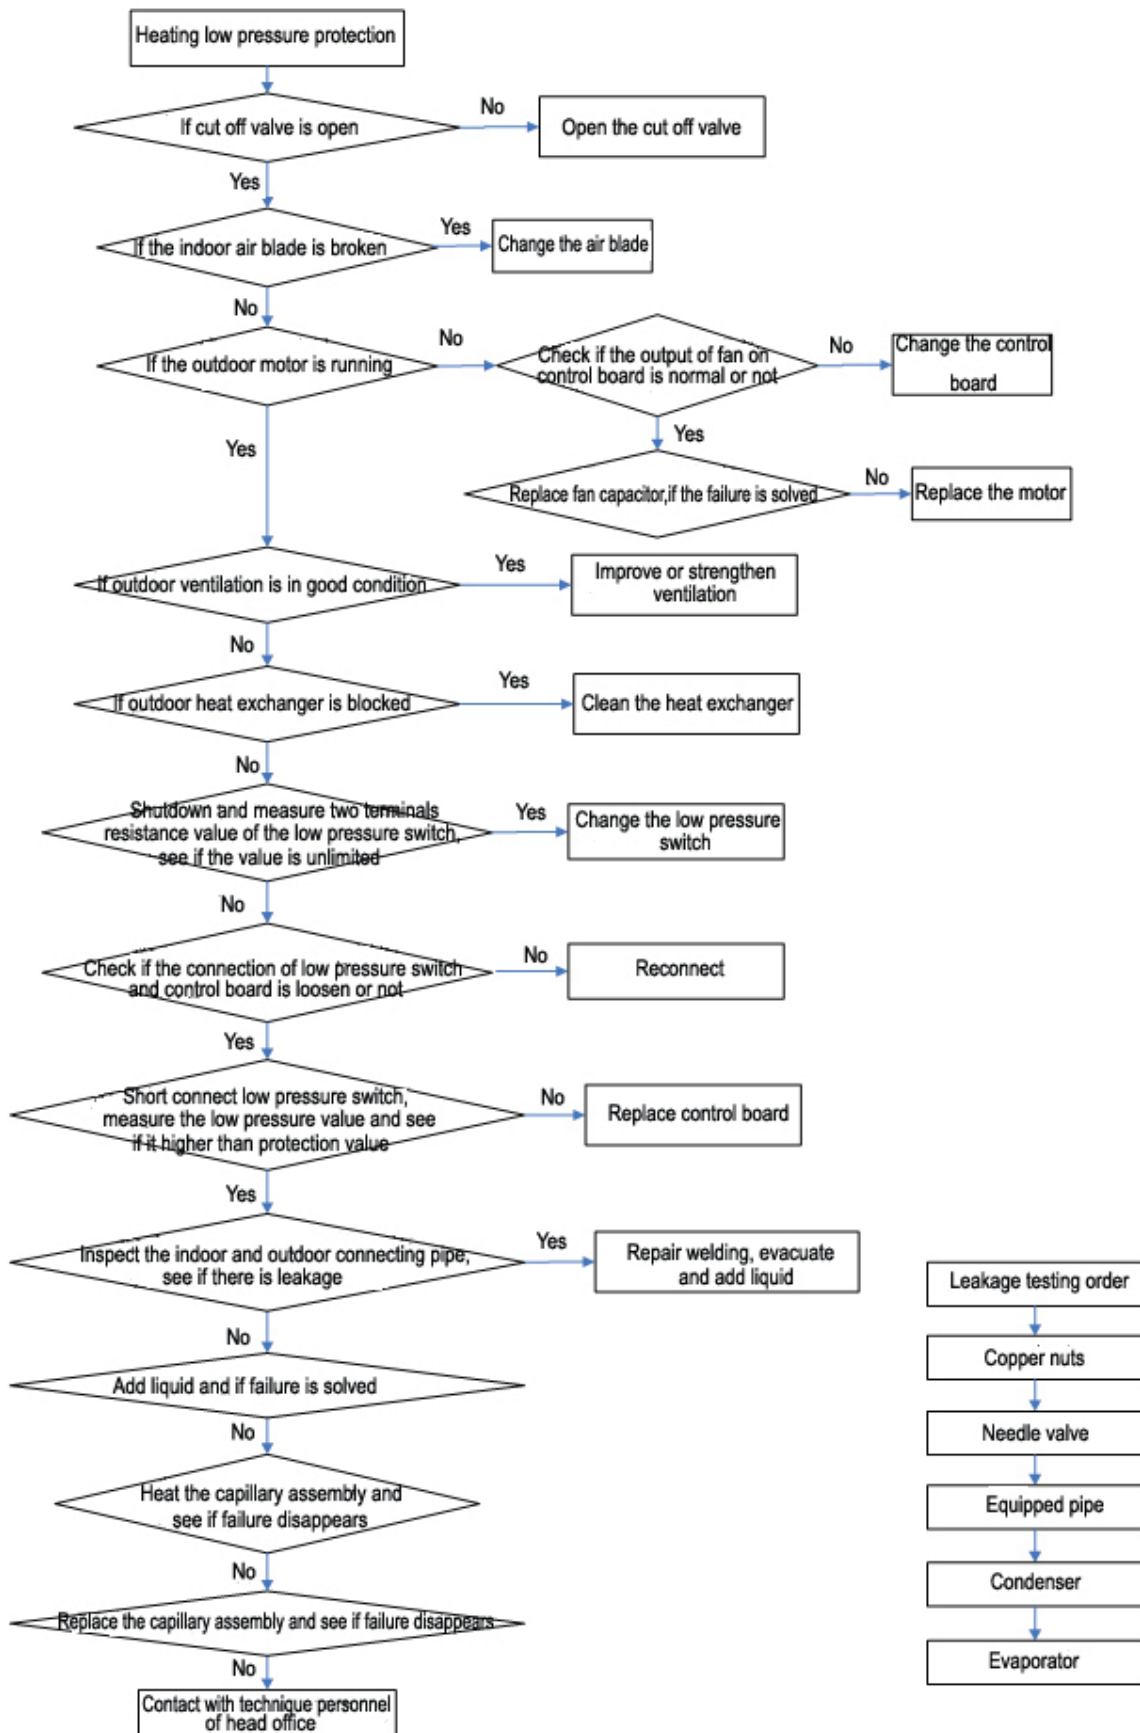 Heating low pressure protection
If cut off valve is open
No
Open the cut off valve
Yes
If the indoor air blade is broken
Yes
Change the air blade
No
If the outdoor motor is running
No
Check if the output of fan on
control board is normal or not
No
Change the control
board
Yes
Yes
Replace fan capacitor,if the failure is solved
No
Replace the motor
If outdoor ventilation is in good condition
Yes
Improve or strengthen
ventilation
No
If outdoor heat exchanger is blocked
Yes
Clean the heat exchanger
No
Shutdown and measure two terminals
resistance value of the low pressure switch,
see if the value is unlimited
Yes
Change the low pressure
switch
No
Check if the connection of low pressure switch
and control board is loosen or not
No
Reconnect
Yes
Short connect low pressure switch,
measure the low pressure value and see
if it higher than protection value
No
Replace control board
Yes
Inspect the indoor and outdoor connecting pipe,
see if there is leakage
Yes
Repair welding, evacuate
and add liquid
No
Add liquid and if failure is solved
No
Heat the capillary assembly and
see if failure disappears
No
Replace the capillary assembly and see if failure disappears
No
Contact with technique personnel
of head office
Leakage testing order
Copper nuts
Needle valve
Equipped pipe
Condenser
Evaporator